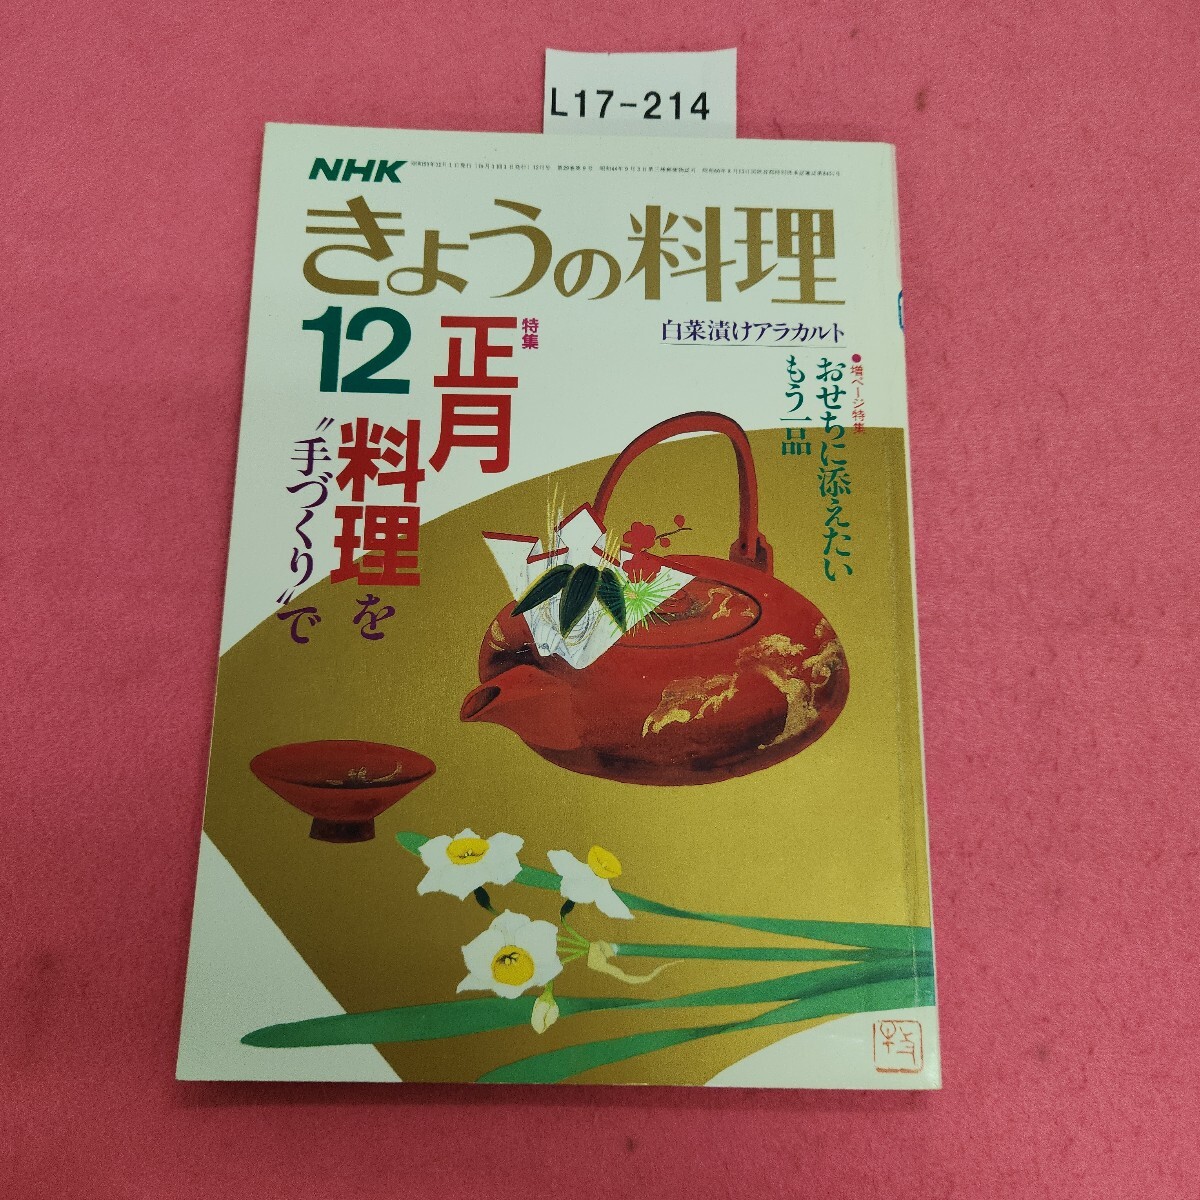 L17-214
NHK
きょうの料理
12
特集
正月
料理を
〝手づくり〟で
白菜漬けアラカルト
●増ページ特集
おせちに添えたい
もう一品